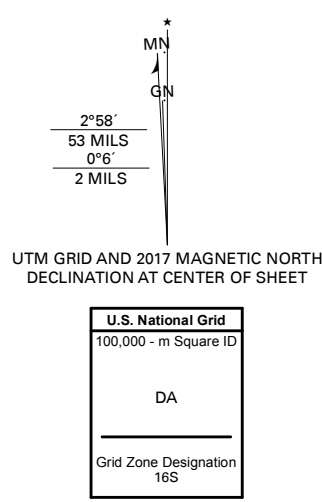 MN
GN
2°58´
53 MILS
0°6´
2 MILS
UTM GRID AND 2017 MAGNETIC NORTH
DECLINATION AT CENTER OF SHEET
U.S. National Grid
100,000 - m Square ID
DA
Grid Zone Designation
16S